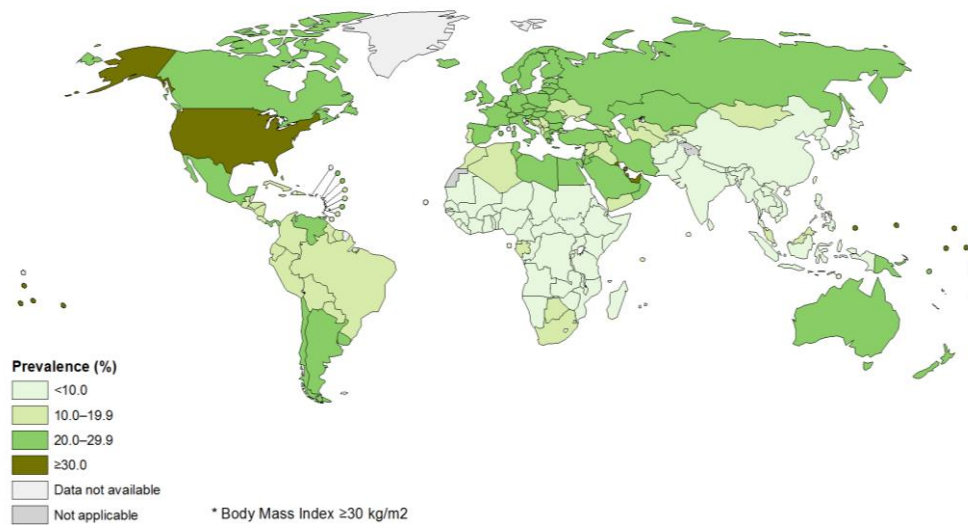 Prevalence (%)
<10.0
10.0–19.9
20.0–29.9
≥30.0
Data not available
Not applicable
* Body Mass Index ≥30 kg/m2